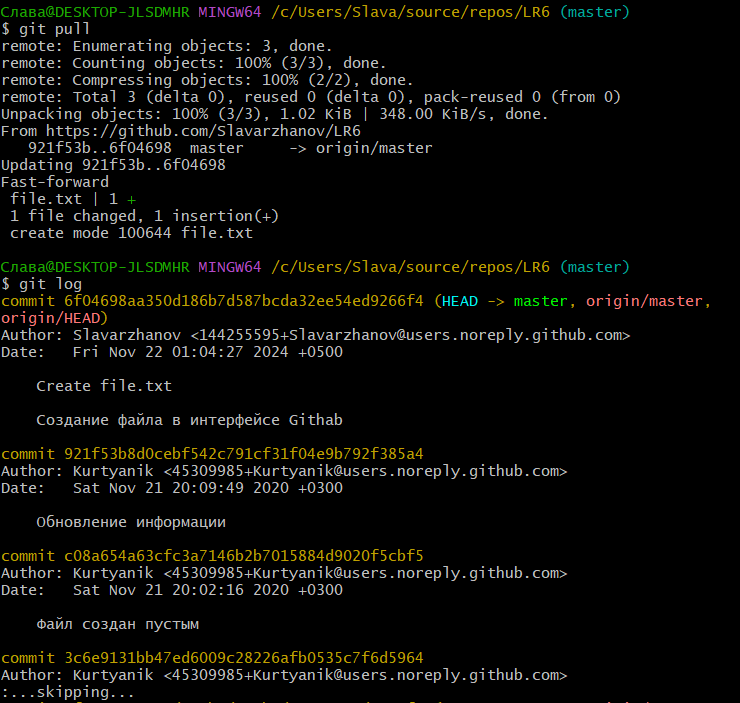 Слава@DESKTOP-JLSDMHR MINGW64 /c/Users/Slava/source/repos/LR6 (master)
$ git pull
remote: Enumerating objects: 3, done.
remote: Counting objects: 100% (3/3), done.
remote: Compressing objects: 100% (2/2), done.
remote: Total 3 (delta 0), reused 0 (delta 0), pack-reused 0 (from 0)
Unpacking objects: 100% (3/3), 1.02 KiB | 348.00 KiB/s, done.
From https://github.com/Slavarzhanov/LR6
   921f53b..6f04698  master     -> origin/master
Updating 921f53b..6f04698
Fast-forward
 file.txt | 1 +
 1 file changed, 1 insertion(+)
 create mode 100644 file.txt
Слава@DESKTOP-JLSDMHR MINGW64 /c/Users/Slava/source/repos/LR6 (master)
$ git log
commit 6f04698aa350d186b7d587bcda32ee54ed9266f4 (HEAD -> master, origin/master,
origin/HEAD)
Author: Slavarzhanov <144255595+Slavarzhanov@users.noreply.github.com>
Date:   Fri Nov 22 01:04:27 2024 +0500
    Create file.txt
    Создание файла в интерфейсе Githab
commit 921f53b8d0cebf542c791cf31f04e9b792f385a4
Author: Kurtyanik <45309985+Kurtyanik@users.noreply.github.com>
Date:   Sat Nov 21 20:09:49 2020 +0300
    Обновление информации
commit c08a654a63cfc3a7146b2b7015884d9020f5cbf5
Author: Kurtyanik <45309985+Kurtyanik@users.noreply.github.com>
Date:   Sat Nov 21 20:02:16 2020 +0300
    Файл создан пустым
commit 3c6e9131bb47ed6009c28226afb0535c7f6d5964
Author: Kurtyanik <45309985+Kurtyanik@users.noreply.github.com>
:...skipping...